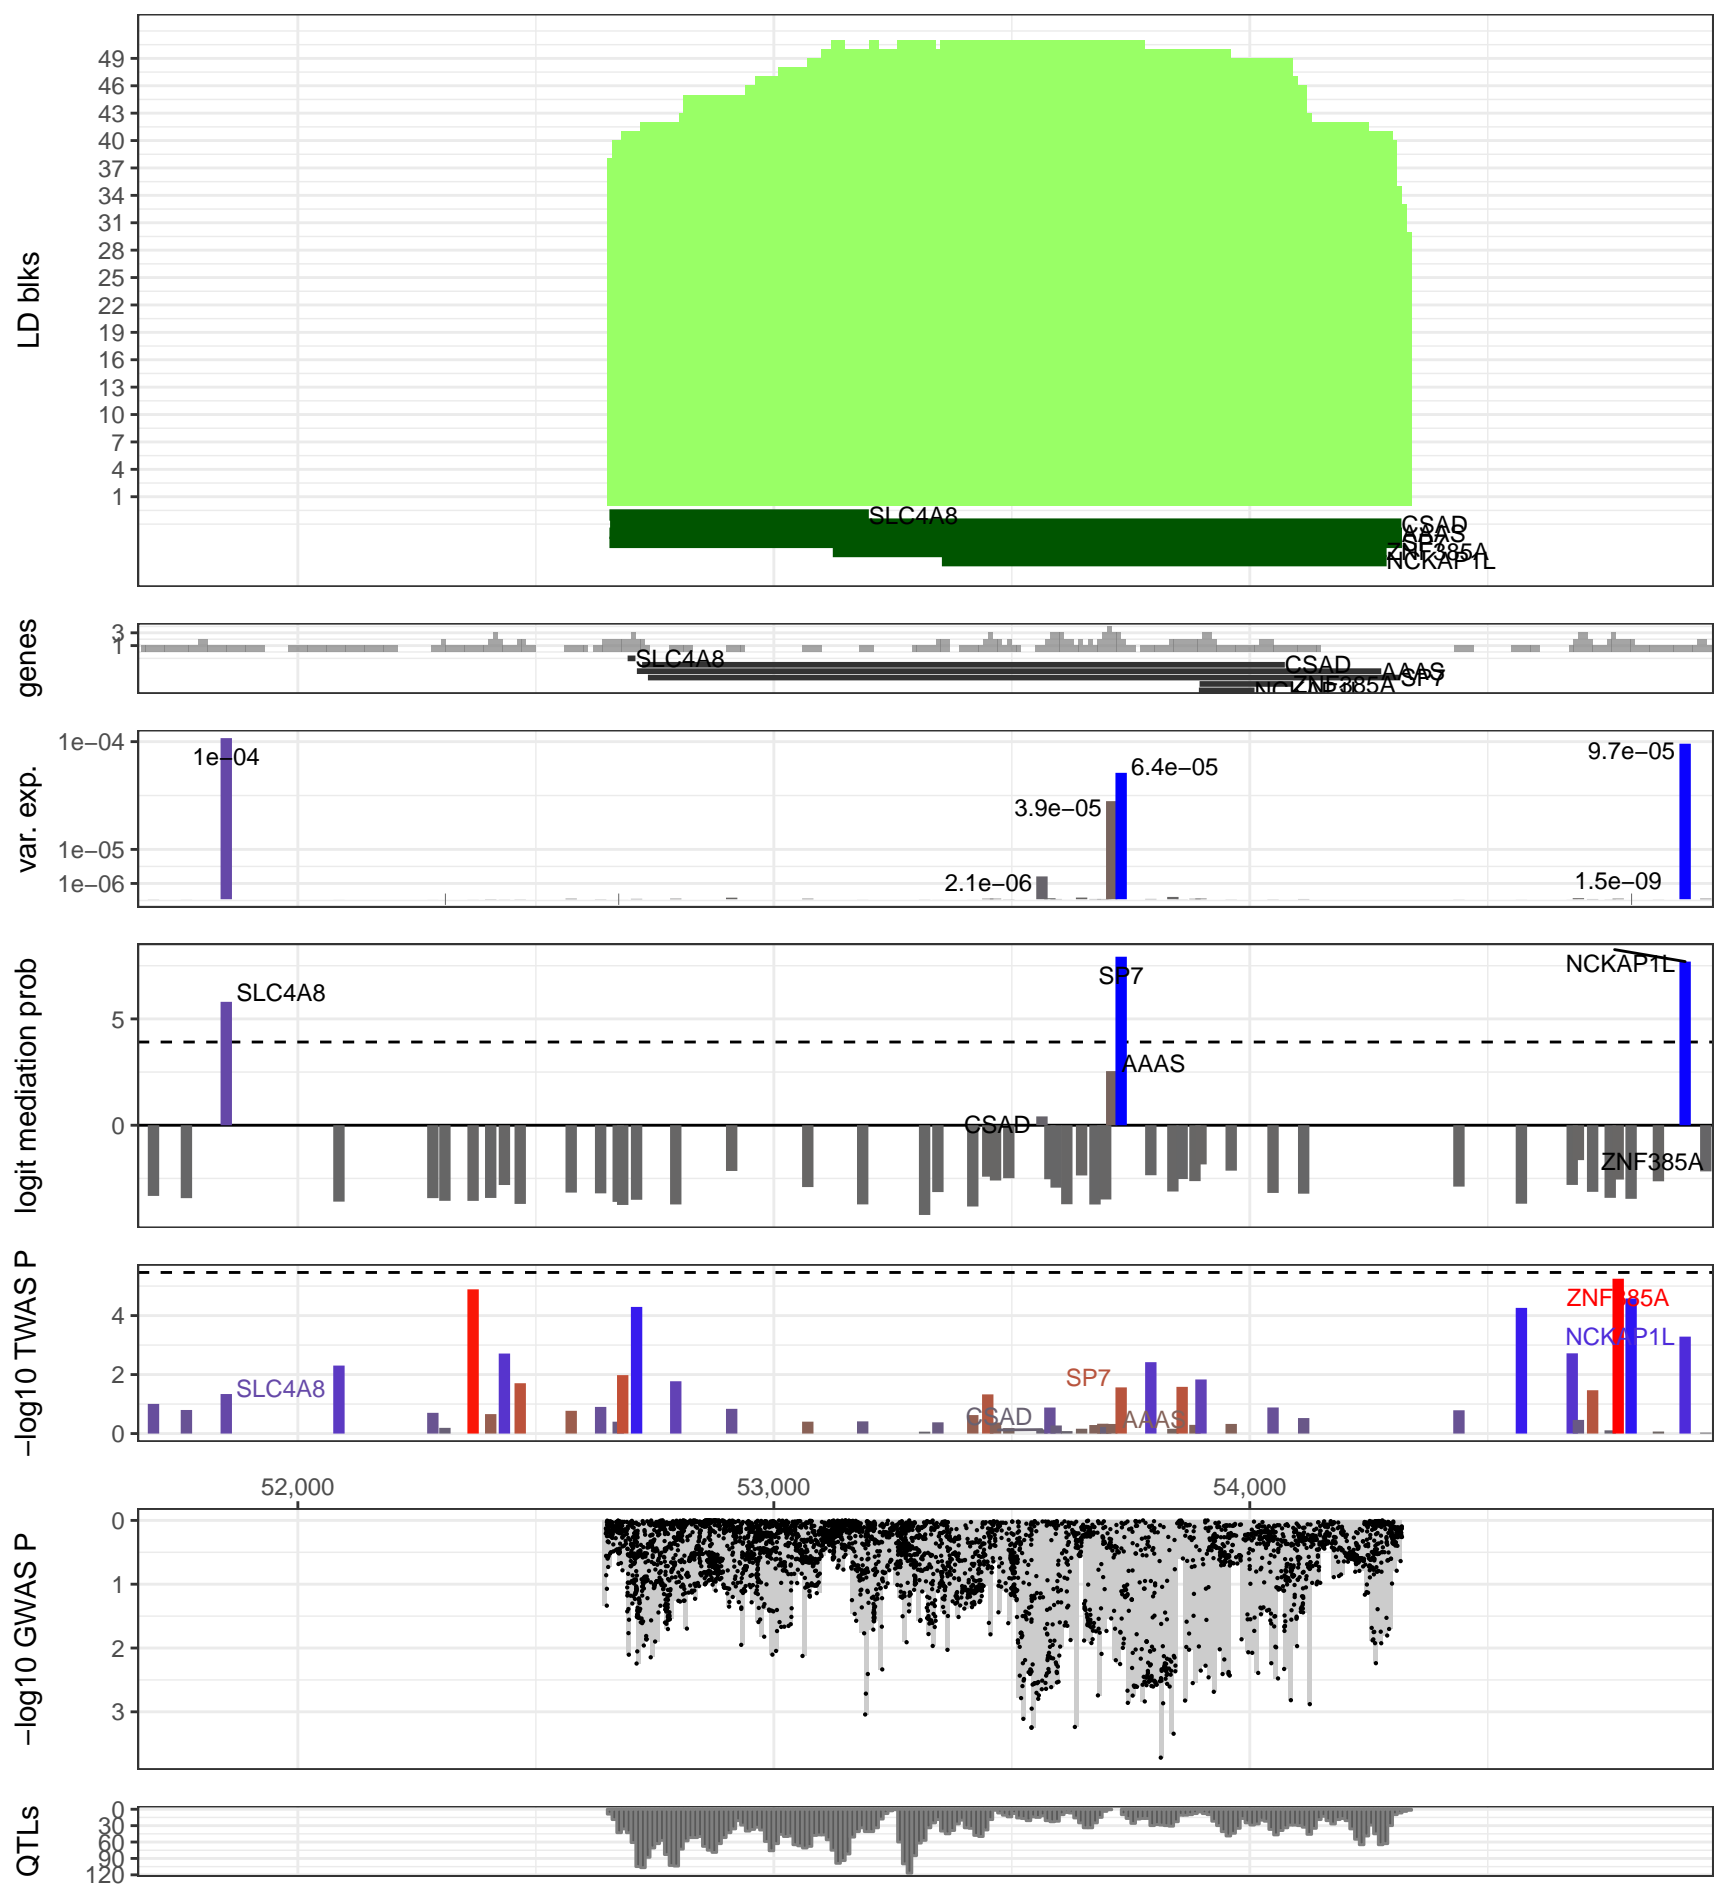 LD blks
49
46
43
40
37
34
31
28
25
22
19
16
13
10
7
4
1
SLC4A8
CSAD
AAAS
SP7
ZNF385A
NCKAP1L
genes
3
1
SLC4A8
CSAD
AAAS
SP7
ZNF385A
NCKAP1L
var. exp.
1e−04
1e−05
1e−06
1e−04
2.1e−06
3.9e−05
6.4e−05
9.7e−05
1.5e−09
logit mediation prob
5
0
SLC4A8
CSAD
SP7
AAAS
NCKAP1L
ZNF385A
−log10 TWAS P
4
2
0
SLC4A8
CSAD
SP7
AAAS
ZNF385A
NCKAP1L
52,000 53,000 54,000
−log10 GWAS P
0
1
2
3
QTLs
0
30
60
90
120